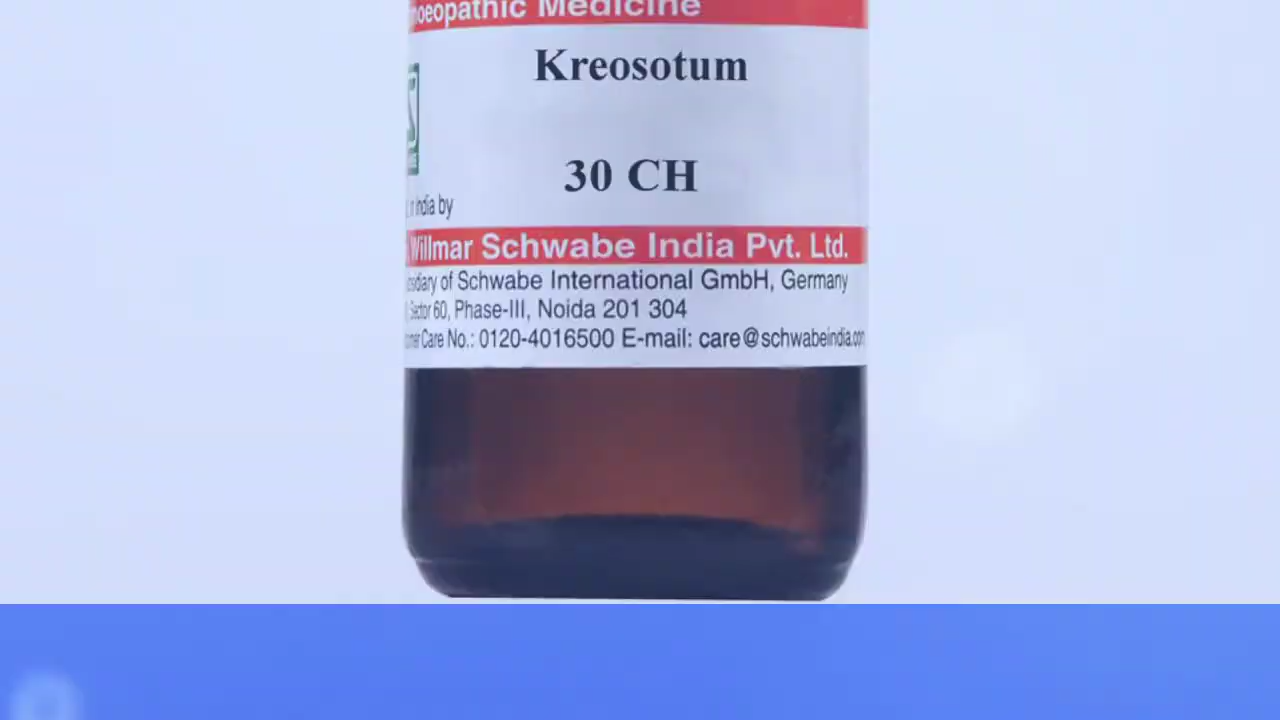 Medicine
Kreosotum
30 CH
India by
Willmar Schwabe India Pvt. Ltd.
of Schwabe International GmbH, Germany
Sector 60, Phase-III, Noida 201 304
Care No.: 0120-4016500 E-mail: care@schwabeindia.com